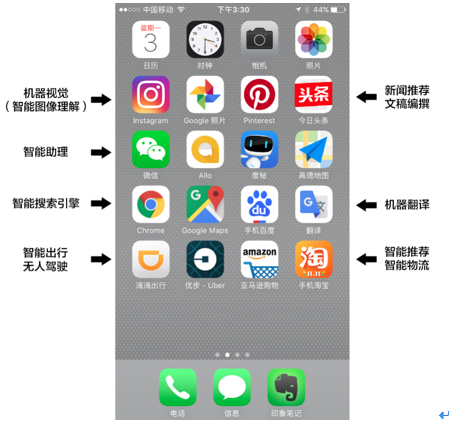 中国移动 下午3:30 44%
星期一
3
日历 时钟 相机 照片
机器视觉
（智能图像理解）
头条
新闻推荐
文稿编撰
Instagram Google 照片 Pinterest 今日头条
智能助理
微信 Allo 度秘 高德地图
智能搜索引擎
G
du
G 文
机器翻译
Chrome Google Maps 手机百度 翻译
智能出行
无人驾驶
amazon
淘
11.11
智能推荐
智能物流
滴滴出行 优步 - Uber 亚马逊购物 手机淘宝
电话 信息 印象笔记